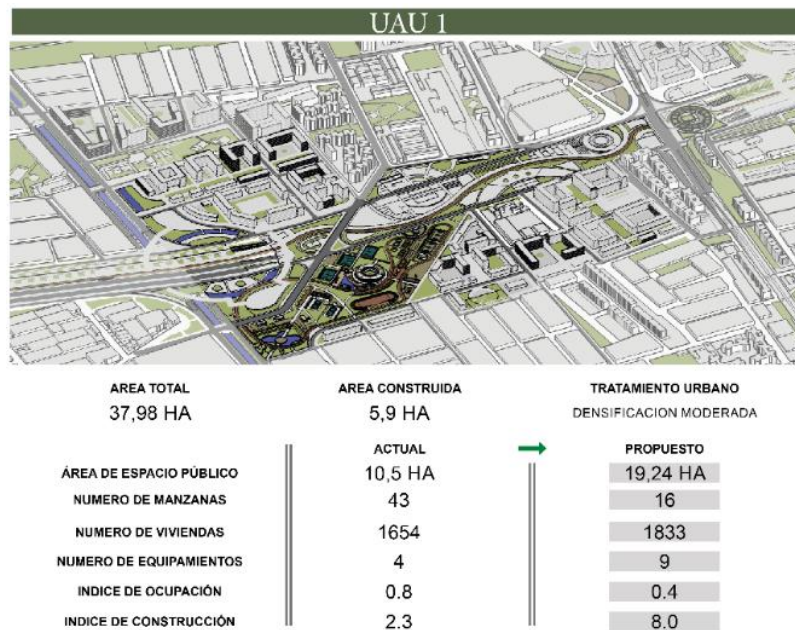 UAU 1
AREA TOTAL AREA CONSTRUIDA TRATAMIENTO URBANO
37,98 HA 5,9 HA DENSIFICACION MODERADA
ACTUAL PROPUESTO
ÁREA DE ESPACIO PÚBLICO 10,5 HA 19,24 HA
NUMERO DE MANZANAS 43 16
NUMERO DE VIVIENDAS 1654 1833
NUMERO DE EQUIPAMIENTOS 4 9
INDICE DE OCUPACIÓN 0.8 0.4
INDICE DE CONSTRUCCIÓN 2.3 8.0